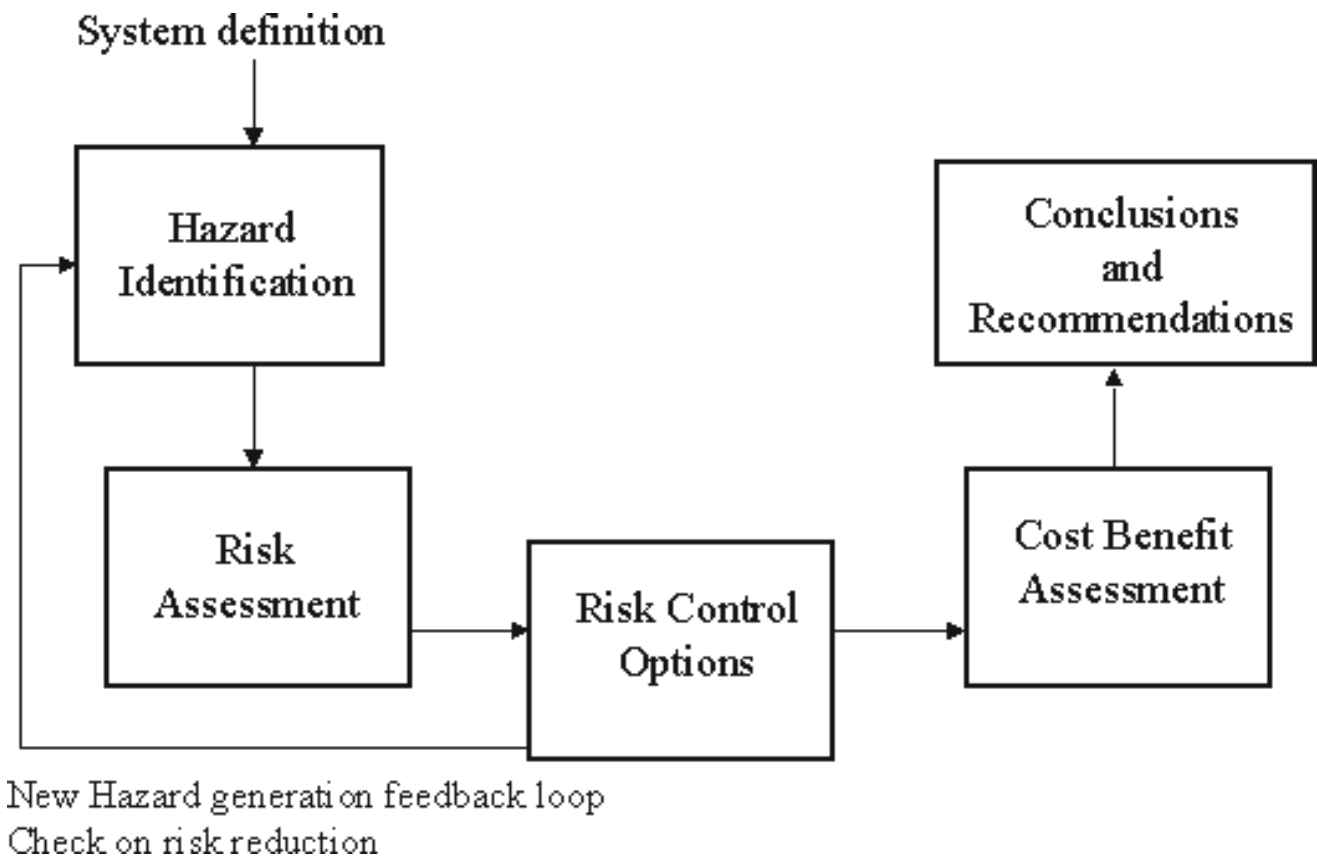 System definition
Hazard
Identification
Risk
Assessment
Risk Control
Options
Cost Benefit
Assessment
Conclusions
and
Recommendations
New Hazard generation feedback loop
Check on risk reduction